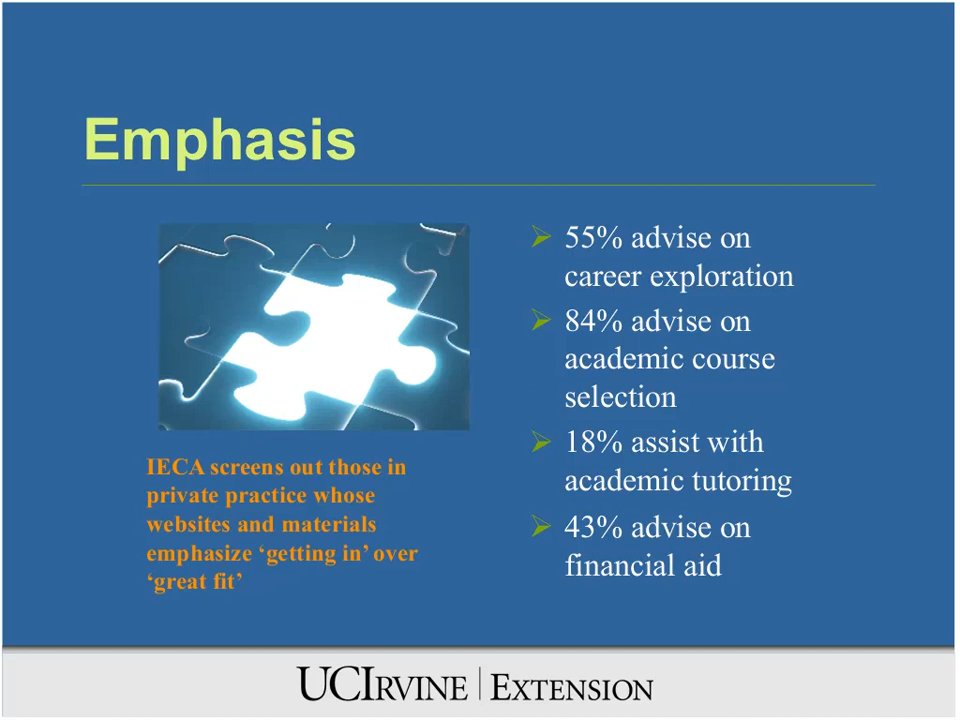 Emphasis
IECA screens out those in
private practice whose
websites and materials
emphasize ‘getting in’ over
‘great fit’
55% advise on
career exploration
84% advise on
academic course
selection
18% assist with
academic tutoring
43% advise on
financial aid
UCIRVINE | EXTENSION